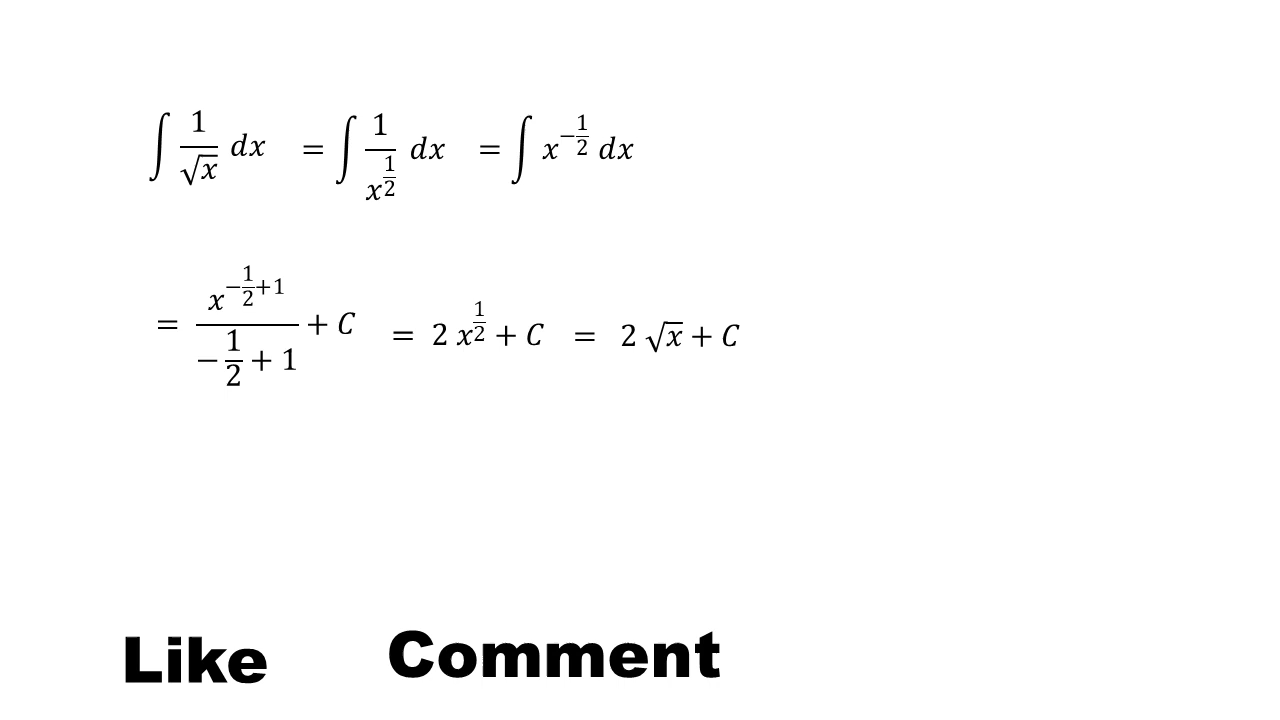 ∫ 1/√x dx = ∫ 1/x^(1/2) dx = ∫ x^(-1/2) dx
= x^(-1/2+1)/(-1/2+1) + C = 2 x^(1/2) + C = 2 √x + C
Like Comment